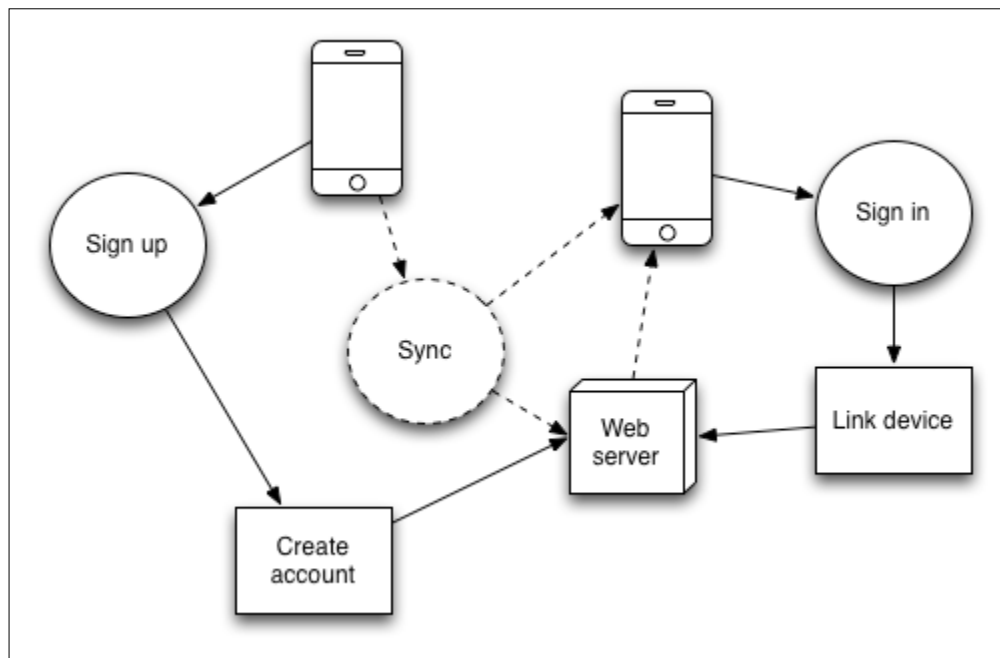 Sign up
Sign in
Sync
Link device
Web
server
Create
account